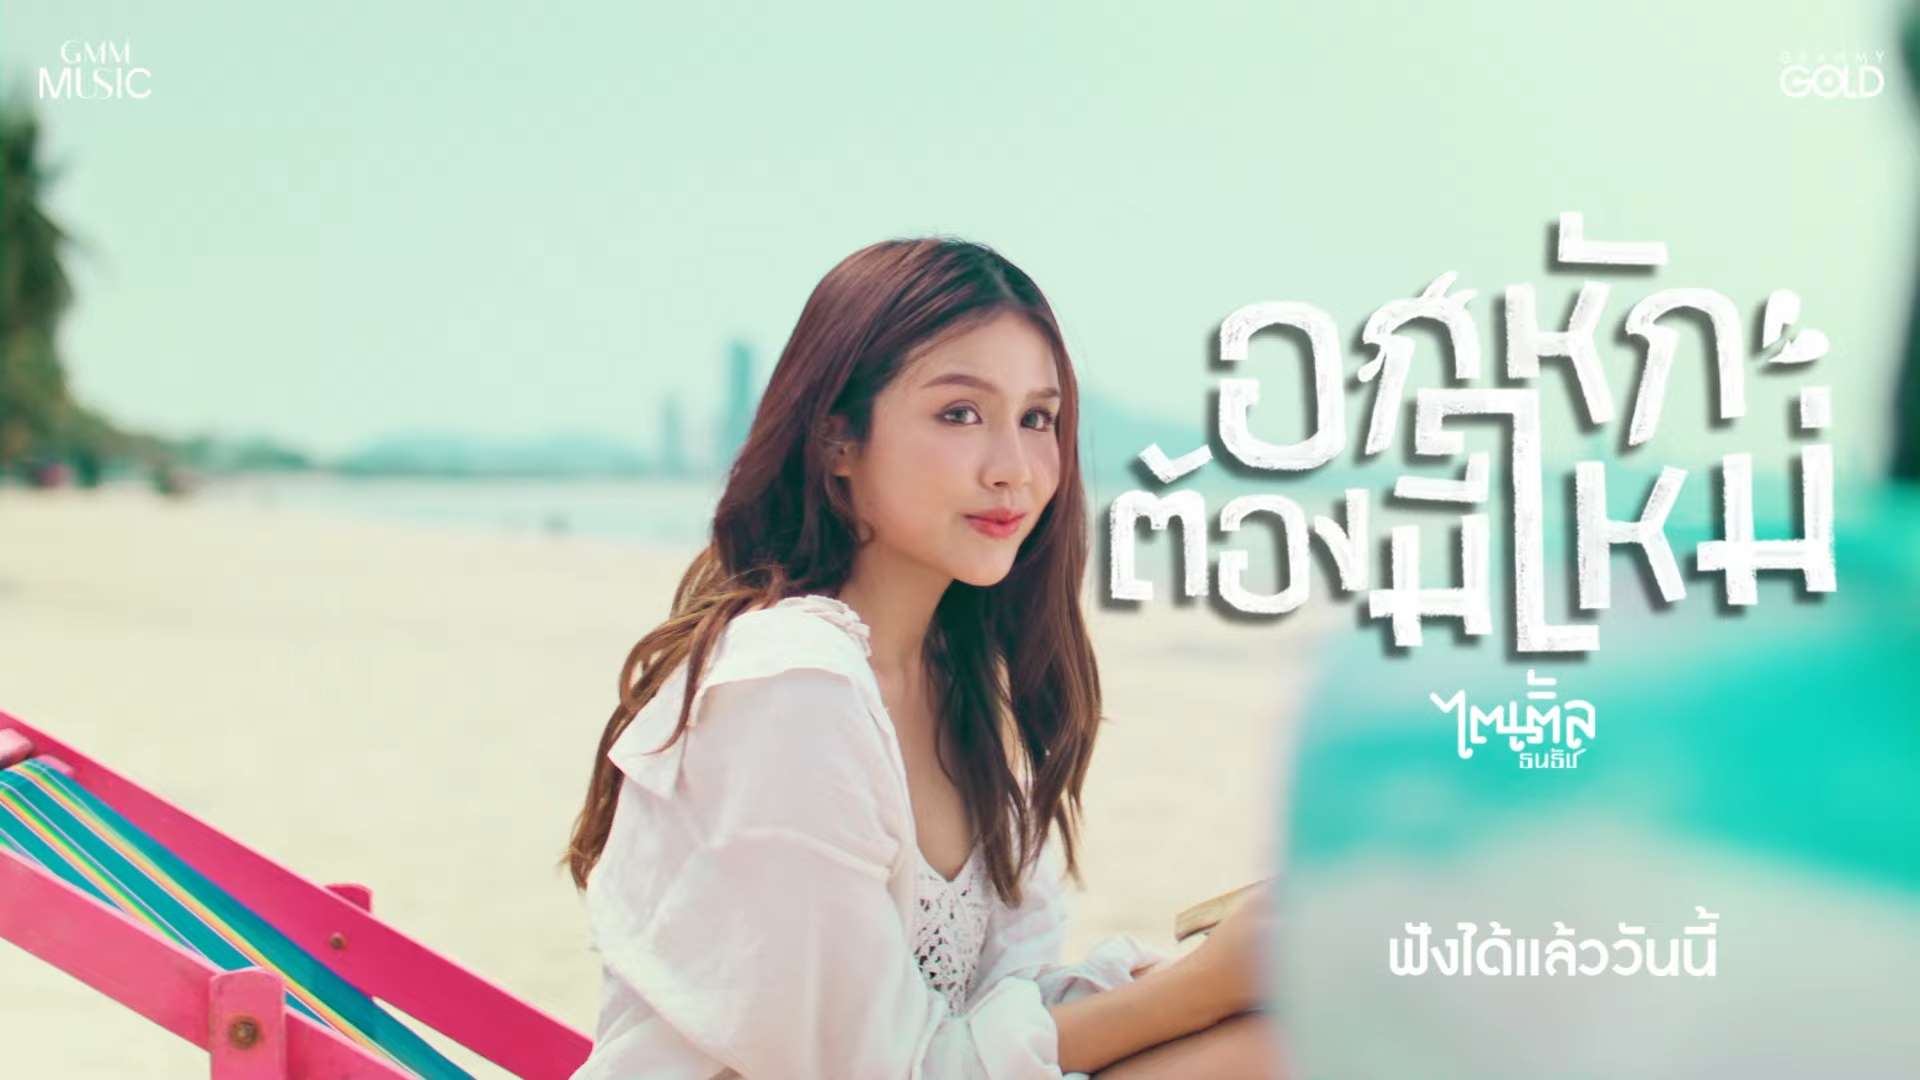 GMM
MUSIC
GRAMMY
GOLD
อกหัก
ต้องมีไหม
ไตเติ้ล
ธนธัช
ฟังได้แล้ววันนี้